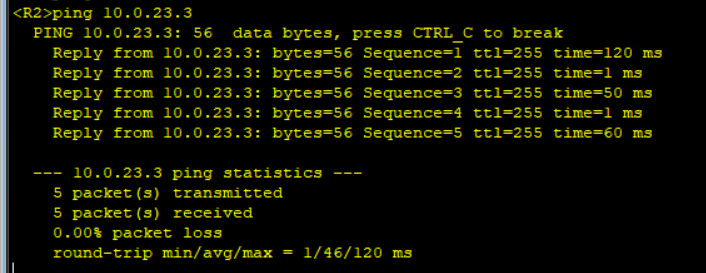 <R2>ping 10.0.23.3
PING 10.0.23.3: 56  data bytes, press CTRL_C to break
Reply from 10.0.23.3: bytes=56 Sequence=1 ttl=255 time=120 ms
Reply from 10.0.23.3: bytes=56 Sequence=2 ttl=255 time=1 ms
Reply from 10.0.23.3: bytes=56 Sequence=3 ttl=255 time=50 ms
Reply from 10.0.23.3: bytes=56 Sequence=4 ttl=255 time=1 ms
Reply from 10.0.23.3: bytes=56 Sequence=5 ttl=255 time=60 ms
--- 10.0.23.3 ping statistics ---
5 packet(s) transmitted
5 packet(s) received
0.00% packet loss
round-trip min/avg/max = 1/46/120 ms